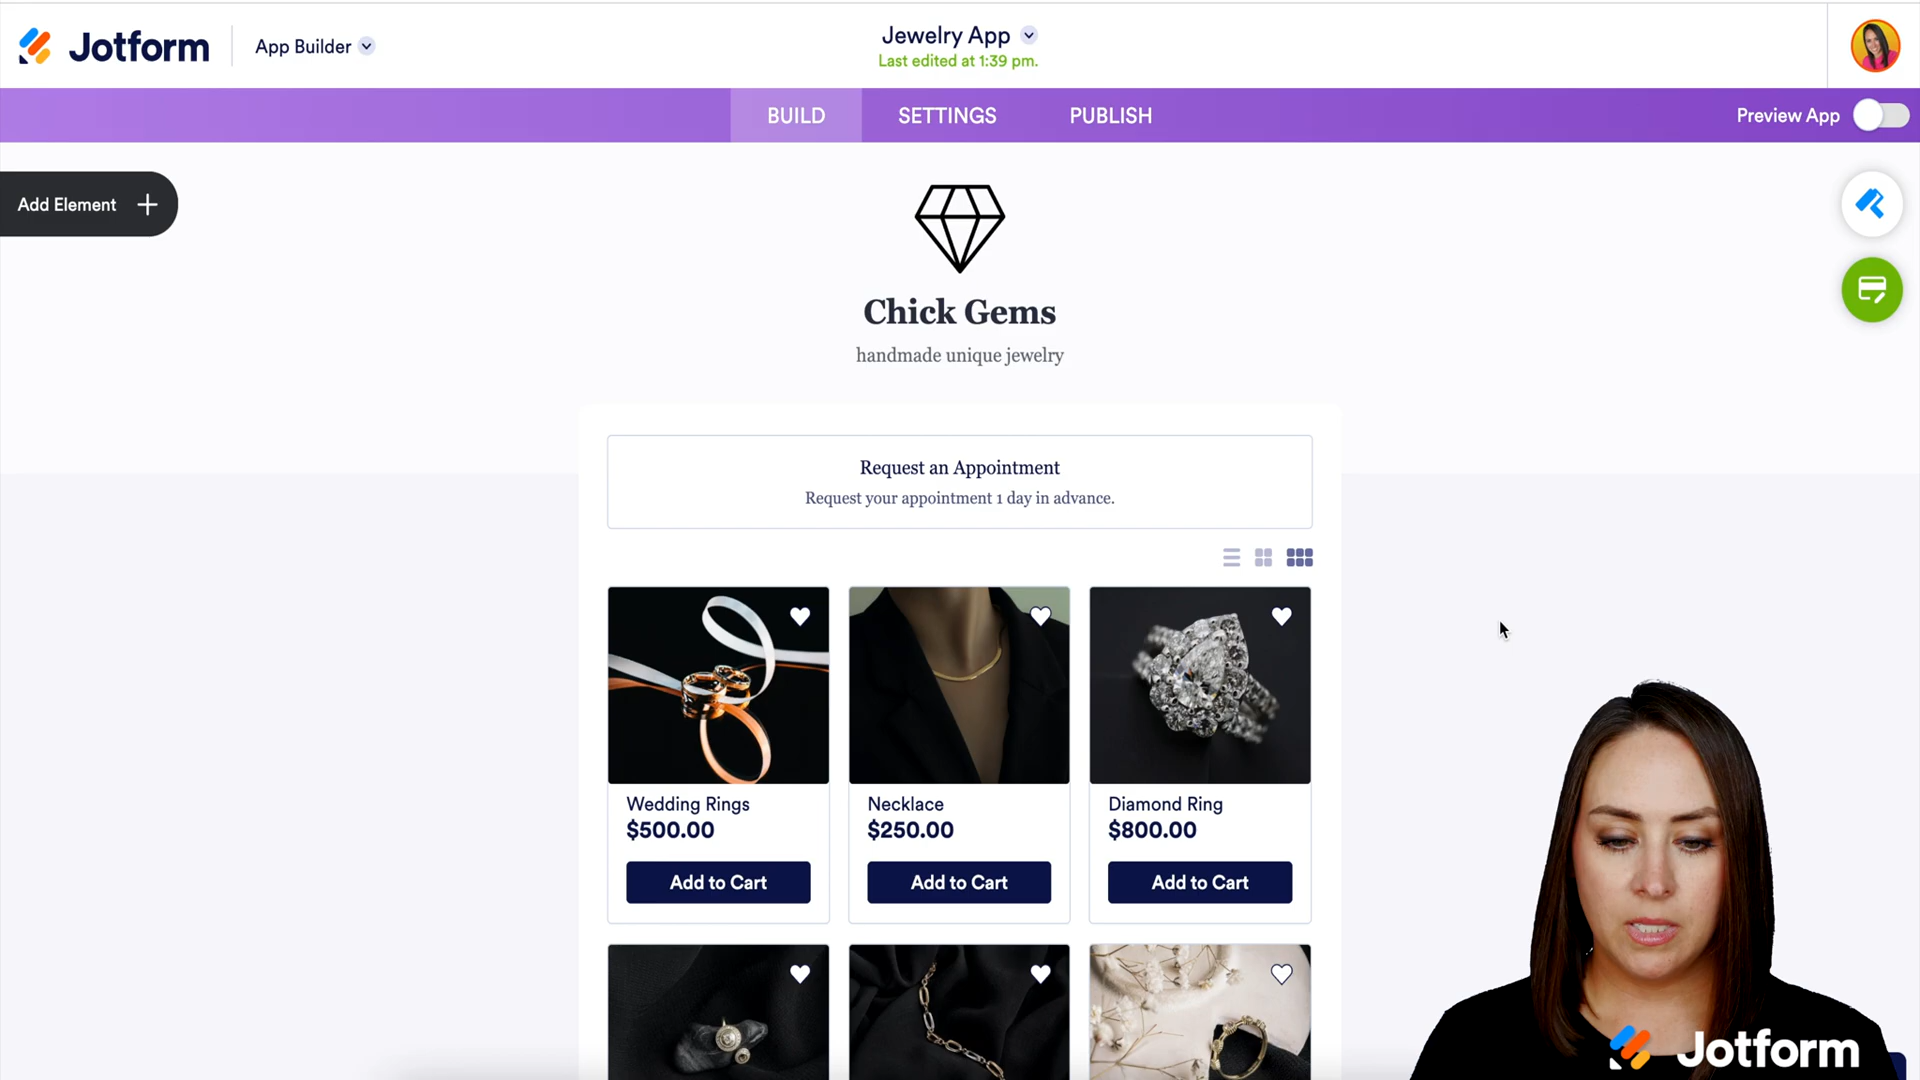 Jotform
App Builder
Jewelry App
Last edited at 1:39 pm.
BUILD
SETTINGS
PUBLISH
Preview App
Add Element
Chick Gems
handmade unique jewelry
Request an Appointment
Request your appointment 1 day in advance.
Wedding Rings
$500.00
Add to Cart
Necklace
$250.00
Add to Cart
Diamond Ring
$800.00
Add to Cart
Jotform